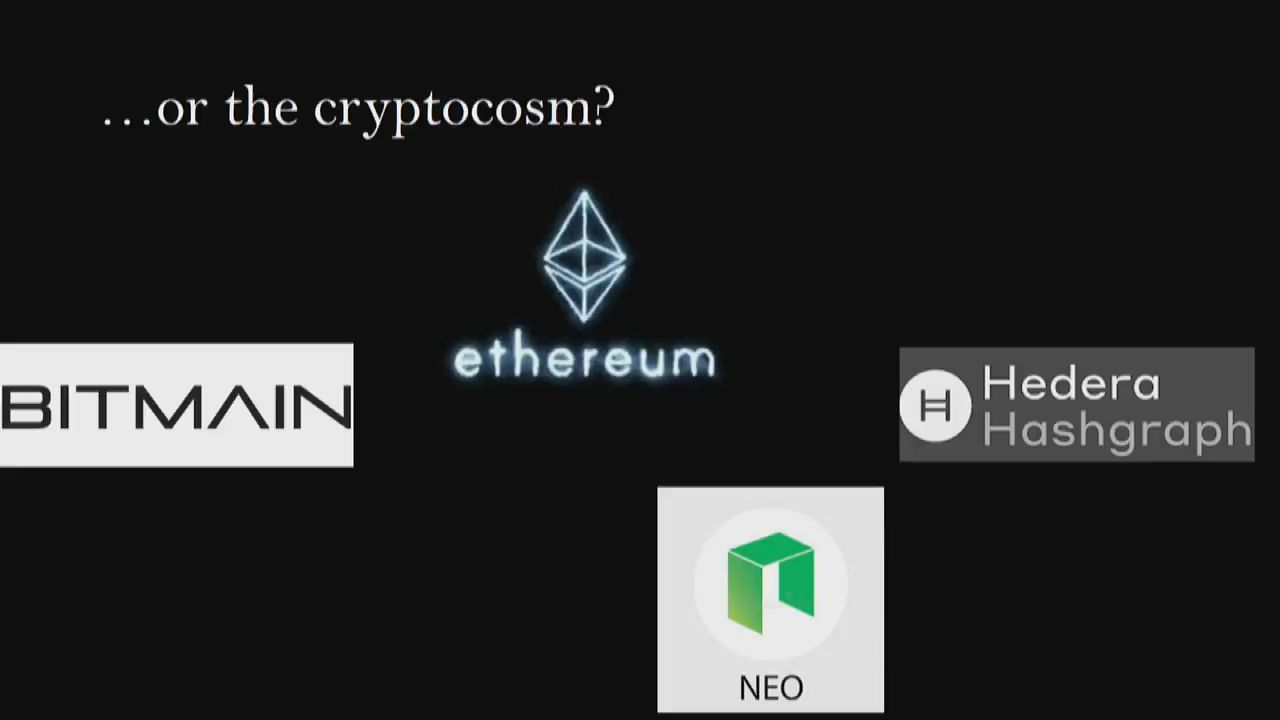 …or the cryptocosm?
ethereum
BITMAIN
Hedera
Hashgraph
NEO